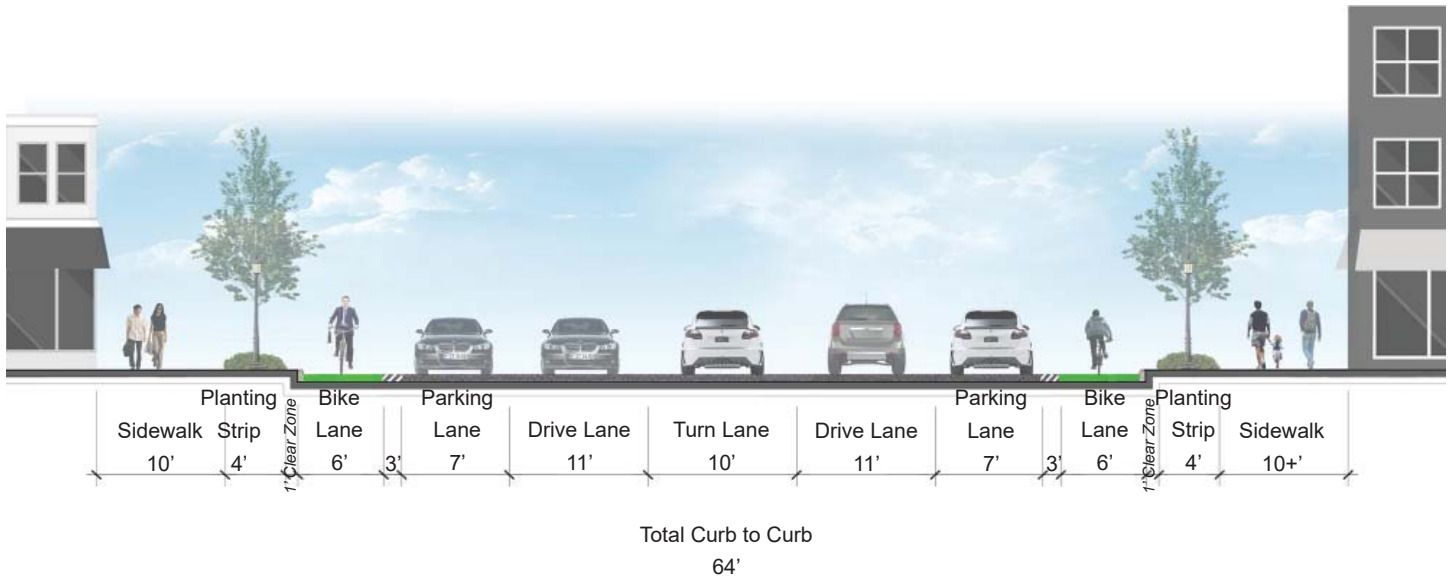 Planting Bike Parking Parking Bike Planting
Sidewalk Strip 1' Clear Zone Lane Lane Drive Lane Turn Lane Drive Lane Lane Lane 1' Clear Zone Strip Sidewalk
10’ 4’ 6’ 3’ 7’ 11’ 10’ 11’ 7’ 3’ 6’ 4’ 10+’
Total Curb to Curb
64’